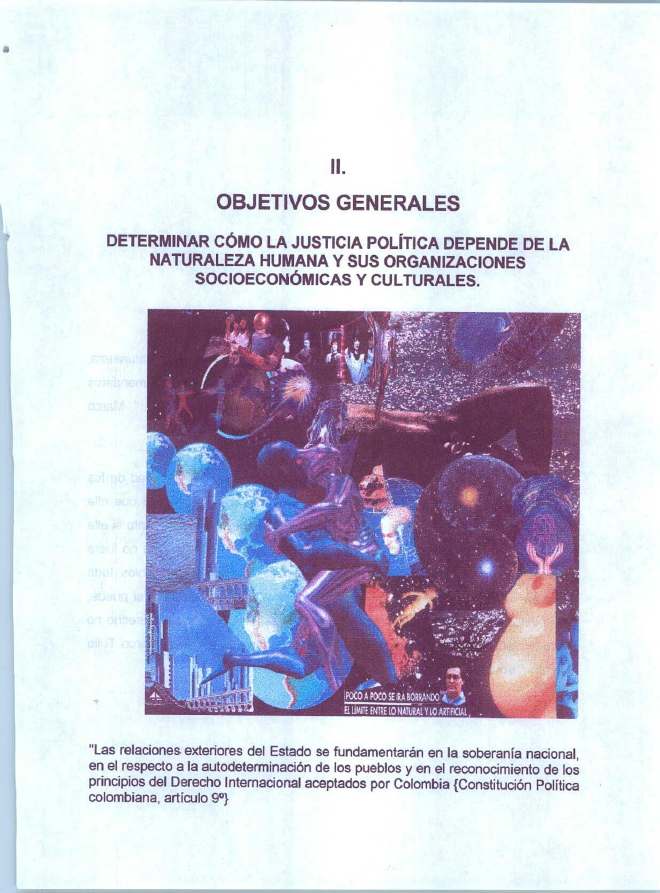 II.
OBJETIVOS GENERALES
DETERMINAR CÓMO LA JUSTICIA POLÍTICA DEPENDE DE LA
NATURALEZA HUMANA Y SUS ORGANIZACIONES
SOCIOECONÓMICAS Y CULTURALES.
POCO A POCO SE IRA BORRANDO
EL LIMITE ENTRE LO NATURAL Y LO ARTIFICIAL
"Las relaciones exteriores del Estado se fundamentarán en la soberanía nacional,
en el respecto a la autodeterminación de los pueblos y en el reconocimiento de los
principios del Derecho Internacional aceptados por Colombia {Constitución Política
colombiana, artículo 9º}